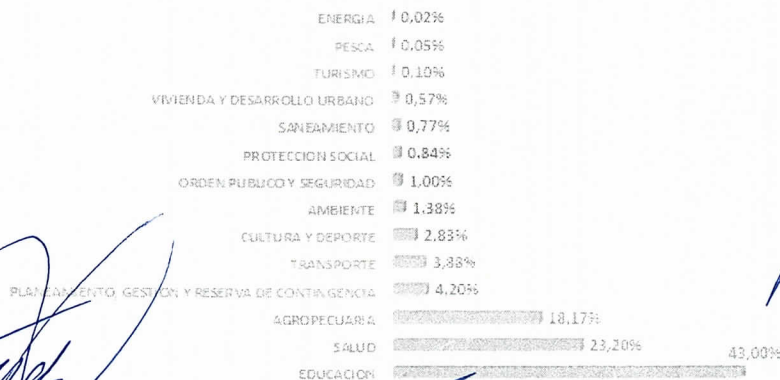 ENERGIA 0,02%
PESCA 0.05%
TURISMO 0.10%
VIVIENDA Y DESARROLLO URBANO 0,57%
SANEAMIENTO 0,77%
PROTECCION SOCIAL 0.84%
ORDEN PUBLICO Y SEGURIDAD 1,00%
AMBIENTE 1.38%
CULTURA Y DEPORTE 2,83%
TRANSPORTE 3,88%
PLANEAMIENTO, GESTION Y RESERVA DE CONTINGENCIA 4,20%
AGROPECUARIA 18,17%
SALUD 23,20%
EDUCACION 43,00%